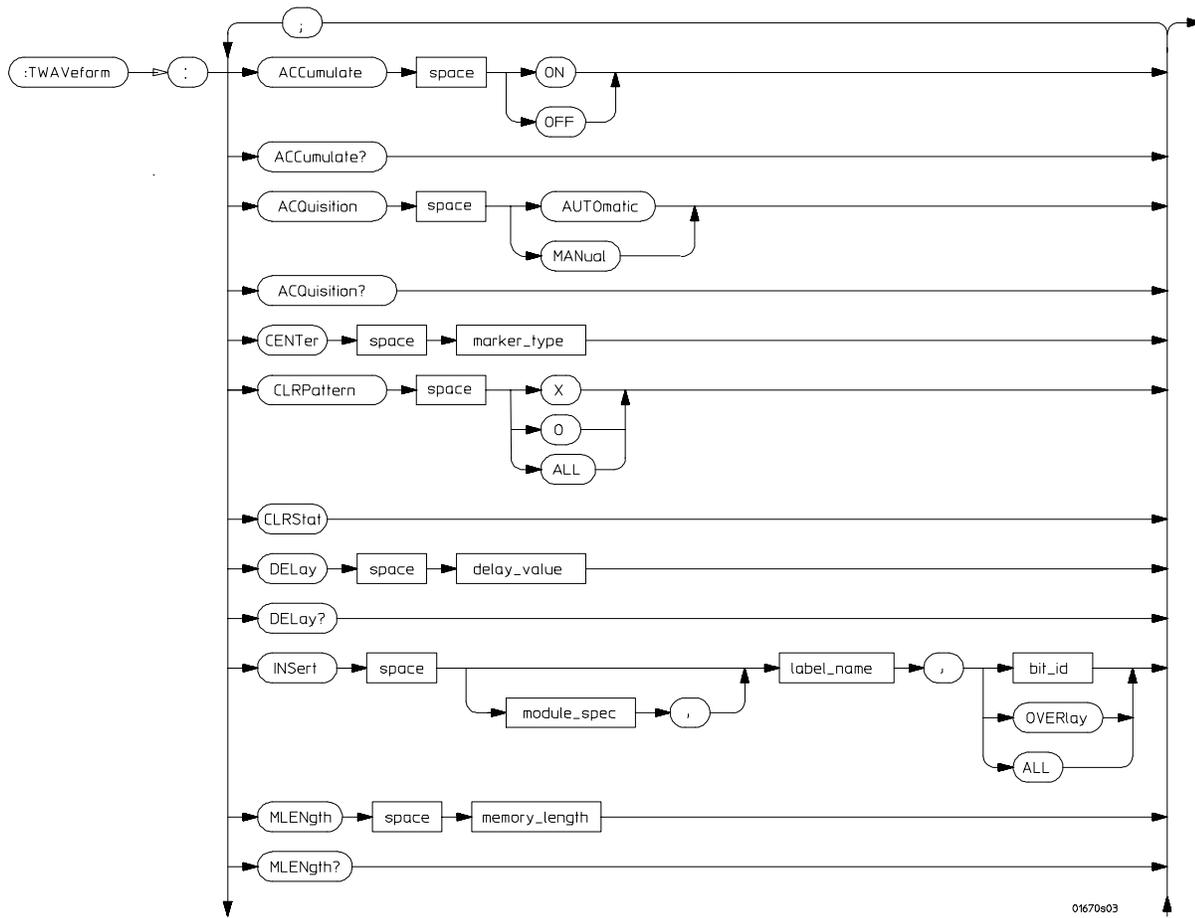 ;
:TWAVeform : ACCumulate space ON
OFF
ACCumulate?
ACQuisition space AUTOmatic
MANual
ACQuisition?
CENTer space marker_type
CLRPattern space X
O
ALL
CLRStat
DELay space delay_value
DELay?
INSert space label_name , bit_id
module_spec , OVERlay
ALL
MLENgth space memory_length
MLENgth?
01670s03